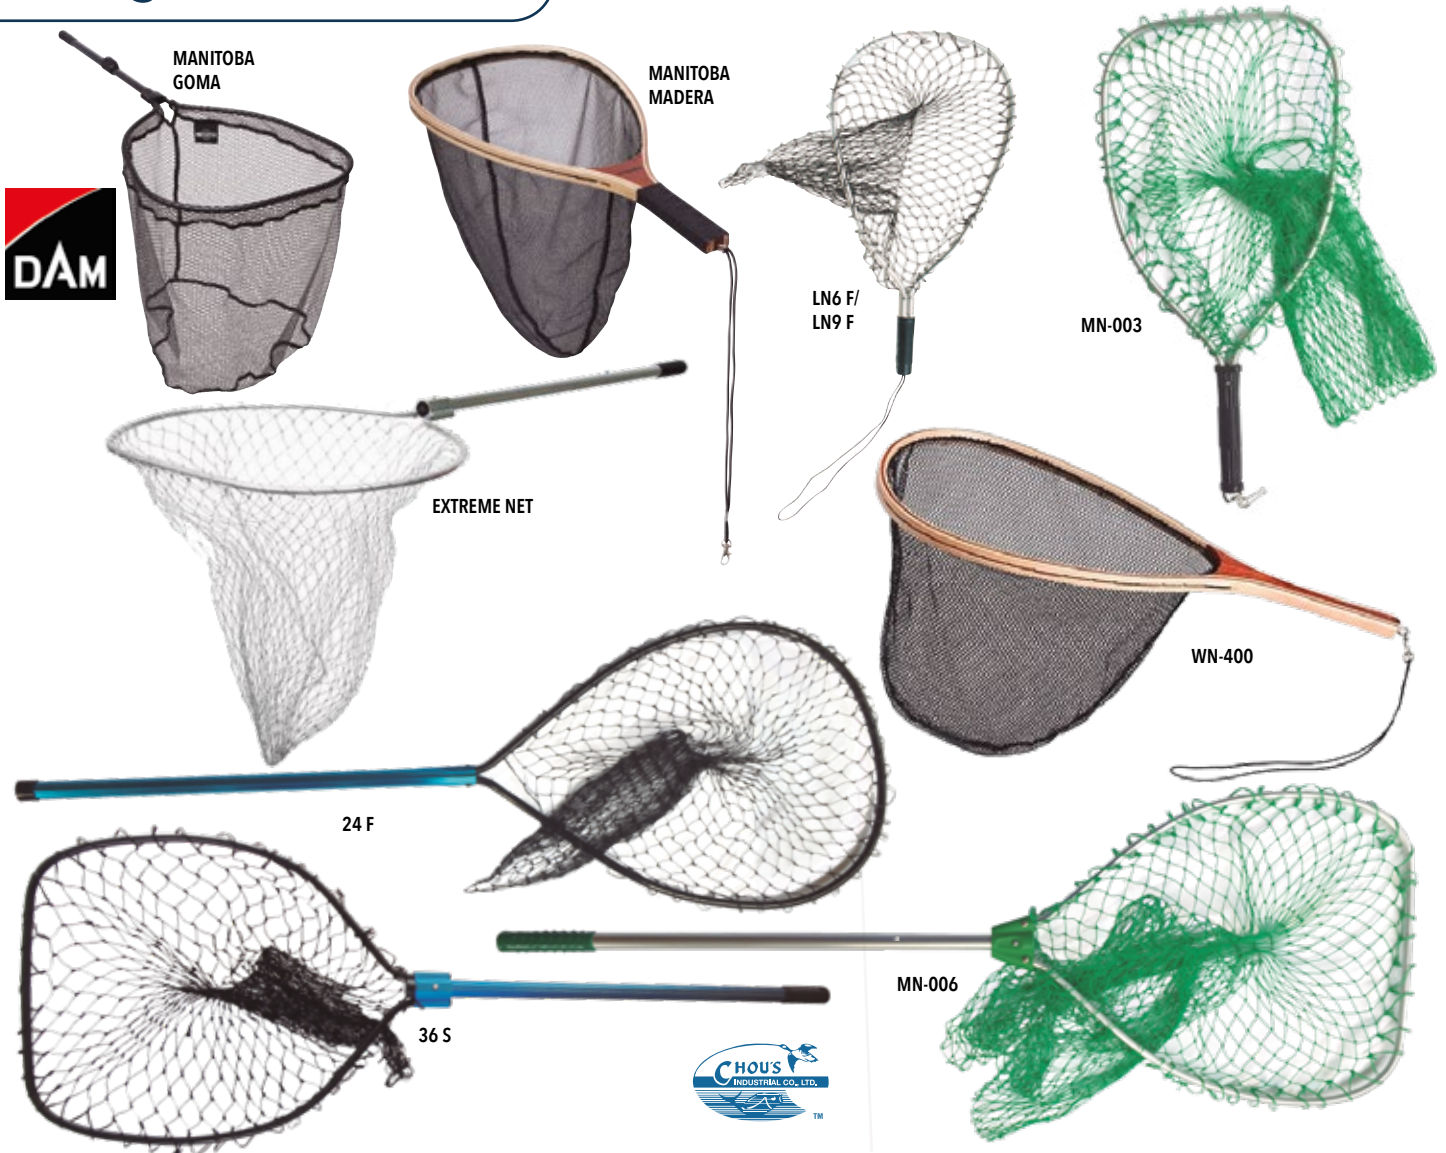 MANITOBA
GOMA
MANITOBA
MADERA
DAM
LN6 F/
LN9 F
MN-003
EXTREME NET
WN-400
24 F
MN-006
36 S
CHOU'S
INDUSTRIAL CO., LTD.
TM